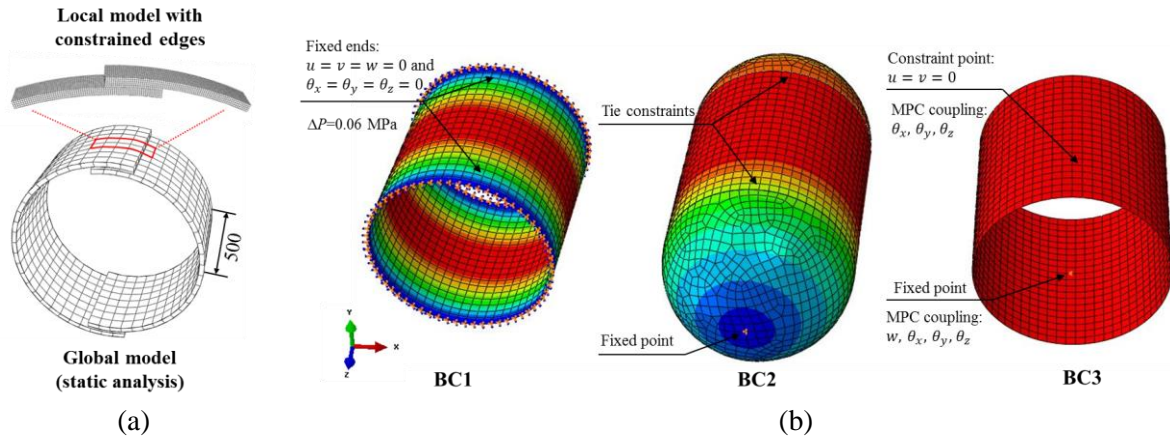 Local model with
constrained edges
500
Global model
(static analysis)
(a)
Fixed ends:
𝑢 = 𝑣 = 𝑤 = 0 and
𝜃𝑥 = 𝜃𝑦 = 𝜃𝑧 = 0.
Δ𝑃=0.06 MPa
Y
X
Z
BC1
Tie constraints
Fixed point
BC2
Constraint point:
𝑢 = 𝑣 = 0
MPC coupling:
𝜃𝑥, 𝜃𝑦, 𝜃𝑧
Fixed point
MPC coupling:
𝑤, 𝜃𝑥, 𝜃𝑦, 𝜃𝑧
BC3
(b)